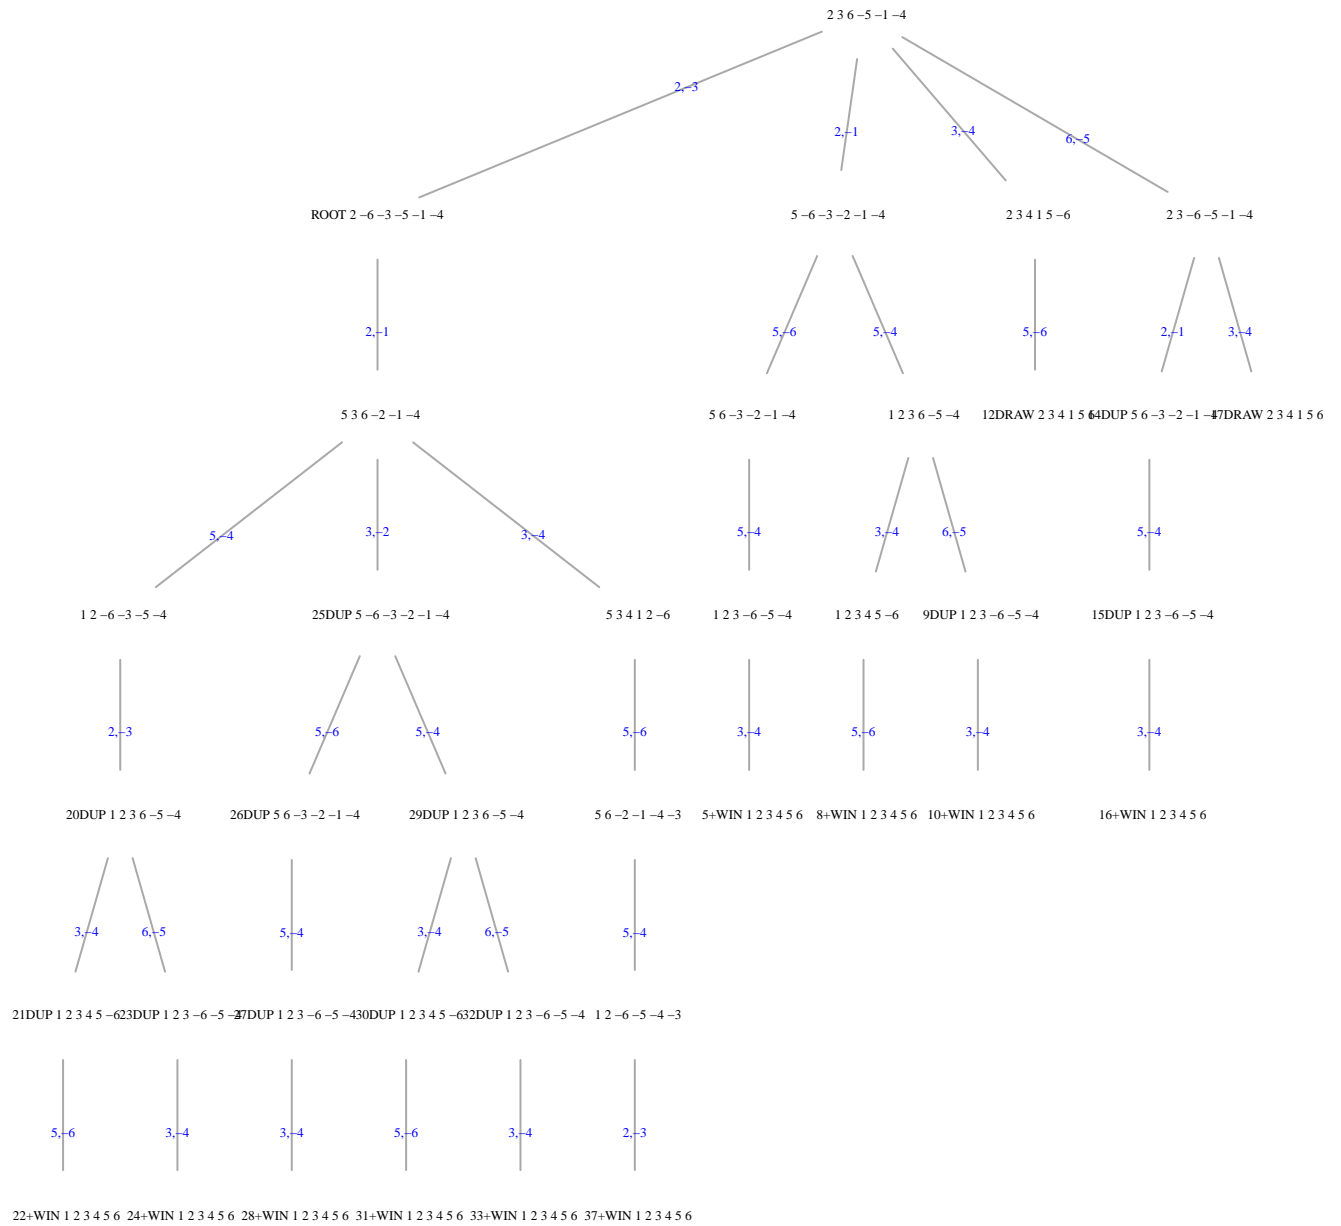 2 3 6 −5 −1 −4
2,−3
2,−1
3,−4
6,−5
ROOT 2 −6 −3 −5 −1 −4
5 −6 −3 −2 −1 −4
2 3 4 1 5 −6
2 3 −6 −5 −1 −4
2,−1
5,−6
5,−4
5,−6
2,−1
3,−4
5 3 6 −2 −1 −4
5 6 −3 −2 −1 −4
1 2 3 6 −5 −4
12DRAW 2 3 4 1 5 6
14DUP 5 6 −3 −2 −1 −4
17DRAW 2 3 4 1 5 6
5,−4
3,−2
3,−4
5,−4
3,−4
6,−5
5,−4
1 2 −6 −3 −5 −4
25DUP 5 −6 −3 −2 −1 −4
5 3 4 1 2 −6
1 2 3 −6 −5 −4
1 2 3 4 5 −6
9DUP 1 2 3 −6 −5 −4
15DUP 1 2 3 −6 −5 −4
2,−3
5,−6
5,−4
5,−6
3,−4
5,−6
3,−4
3,−4
20DUP 1 2 3 6 −5 −4
26DUP 5 6 −3 −2 −1 −4
29DUP 1 2 3 6 −5 −4
5 6 −2 −1 −4 −3
5+WIN 1 2 3 4 5 6
8+WIN 1 2 3 4 5 6
10+WIN 1 2 3 4 5 6
16+WIN 1 2 3 4 5 6
3,−4
6,−5
5,−4
3,−4
6,−5
5,−4
21DUP 1 2 3 4 5 −6
23DUP 1 2 3 −6 −5 −4
27DUP 1 2 3 −6 −5 −4
30DUP 1 2 3 4 5 −6
32DUP 1 2 3 −6 −5 −4
1 2 −6 −5 −4 −3
5,−6
3,−4
3,−4
5,−6
3,−4
2,−3
22+WIN 1 2 3 4 5 6
24+WIN 1 2 3 4 5 6
28+WIN 1 2 3 4 5 6
31+WIN 1 2 3 4 5 6
33+WIN 1 2 3 4 5 6
37+WIN 1 2 3 4 5 6